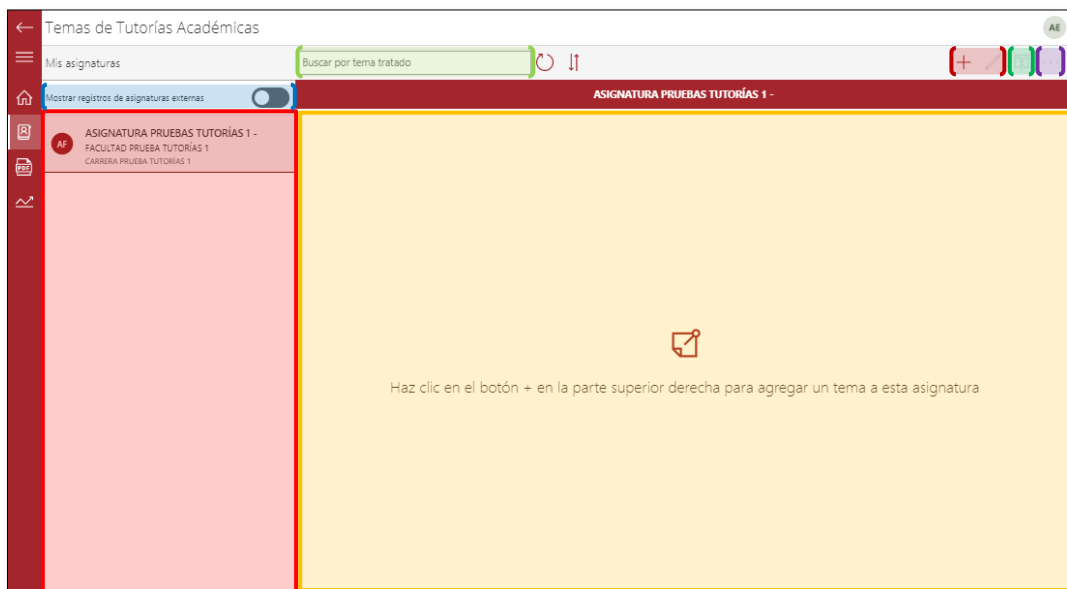 Temas de Tutorías Académicas
AE
Mis asignaturas
Buscar por tema tratado
Mostrar registros de asignaturas externas
ASIGNATURA PRUEBAS TUTORÍAS 1 -
AF
ASIGNATURA PRUEBAS TUTORÍAS 1 -
FACULTAD PRUEBA TUTORÍAS 1
CARRERA PRUEBA TUTORÍAS 1
PDF
Haz clic en el botón + en la parte superior derecha para agregar un tema a esta asignatura